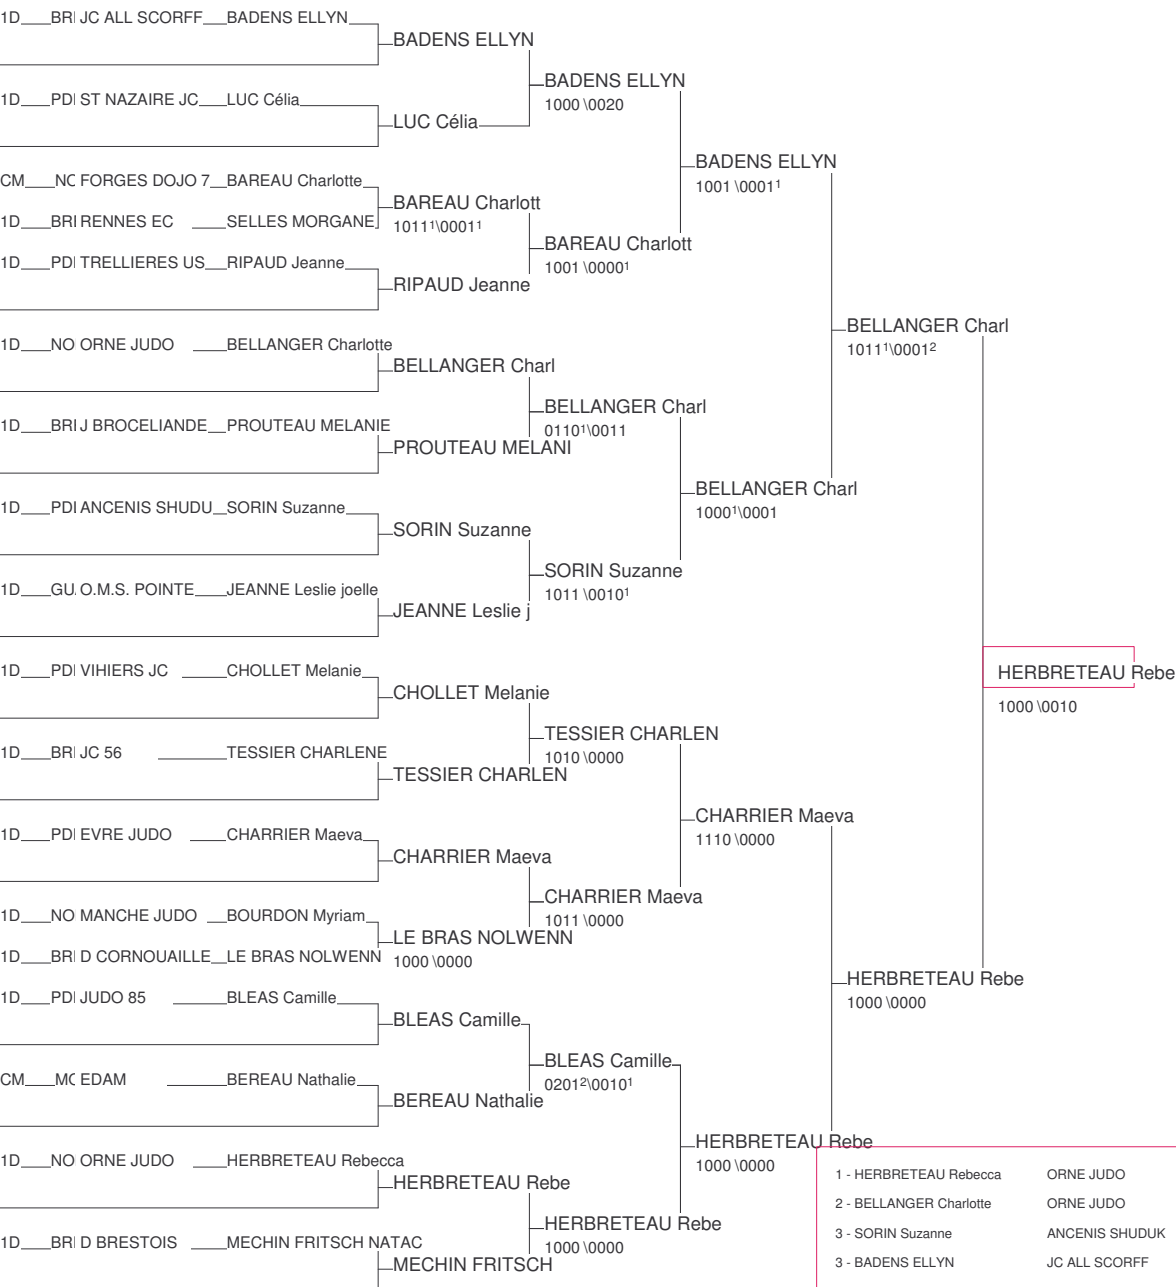 1D BRI JC ALL SCORFF BADENS ELLYN
BADENS ELLYN
BADENS ELLYN
1000 \0020
1D PDI ST NAZAIRE JC LUC Célia
LUC Célia
BADENS ELLYN
1001 \0001¹
CM NO FORGES DOJO 7 BAREAU Charlotte
BAREAU Charlott
1011¹\0001¹
1D BRI RENNES EC SELLES MORGANE
BAREAU Charlott
1001 \0000¹
1D PDI TRELLIERES US RIPAUD Jeanne
RIPAUD Jeanne
BELLANGER Charl
1011¹\0001²
1D NO ORNE JUDO BELLANGER Charlotte
BELLANGER Charl
BELLANGER Charl
0110¹\0011
1D BRI J BROCELIANDE PROUTEAU MELANIE
PROUTEAU MELANI
BELLANGER Charl
1000¹\0001
1D PDI ANCENIS SHUDU SORIN Suzanne
SORIN Suzanne
SORIN Suzanne
1011 \0010¹
1D GU O.M.S. POINTE JEANNE Leslie joelle
JEANNE Leslie j
HERBRETEAU Rebe
1000 \0010
1D PDI VIHIERS JC CHOLLET Melanie
CHOLLET Melanie
TESSIER CHARLEN
1010 \0000
1D BRI JC 56 TESSIER CHARLENE
TESSIER CHARLEN
CHARRIER Maeva
1110 \0000
1D PDI EVRE JUDO CHARRIER Maeva
CHARRIER Maeva
CHARRIER Maeva
1011 \0000
1D NO MANCHE JUDO BOURDON Myriam
LE BRAS NOLWENN
1000 \0000
1D BRI D CORNOUAILLE LE BRAS NOLWENN
HERBRETEAU Rebe
1000 \0000
1D PDI JUDO 85 BLEAS Camille
BLEAS Camille
BLEAS Camille
0201²\0010¹
CM MC EDAM BEREAU Nathalie
BEREAU Nathalie
HERBRETEAU Rebe
1000 \0000
1D NO ORNE JUDO HERBRETEAU Rebecca
HERBRETEAU Rebe
HERBRETEAU Rebe
1000 \0000
1D BRI D BRESTOIS MECHIN FRITSCH NATAC
MECHIN FRITSCH
1 - HERBRETEAU Rebecca ORNE JUDO
2 - BELLANGER Charlotte ORNE JUDO
3 - SORIN Suzanne ANCENIS SHUDUK
3 - BADENS ELLYN JC ALL SCORFF